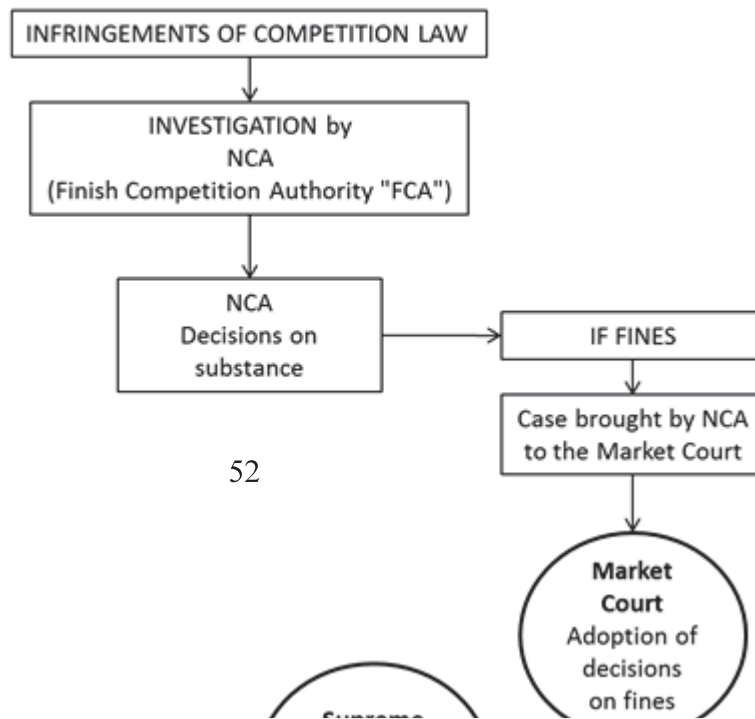 INFRINGEMENTS OF COMPETITION LAW
INVESTIGATION by
NCA
(Finish Competition Authority "FCA")
NCA
Decisions on
substance
IF FINES
Case brought by NCA
to the Market Court
52
Market
Court
Adoption of
decisions
on fines
Supreme